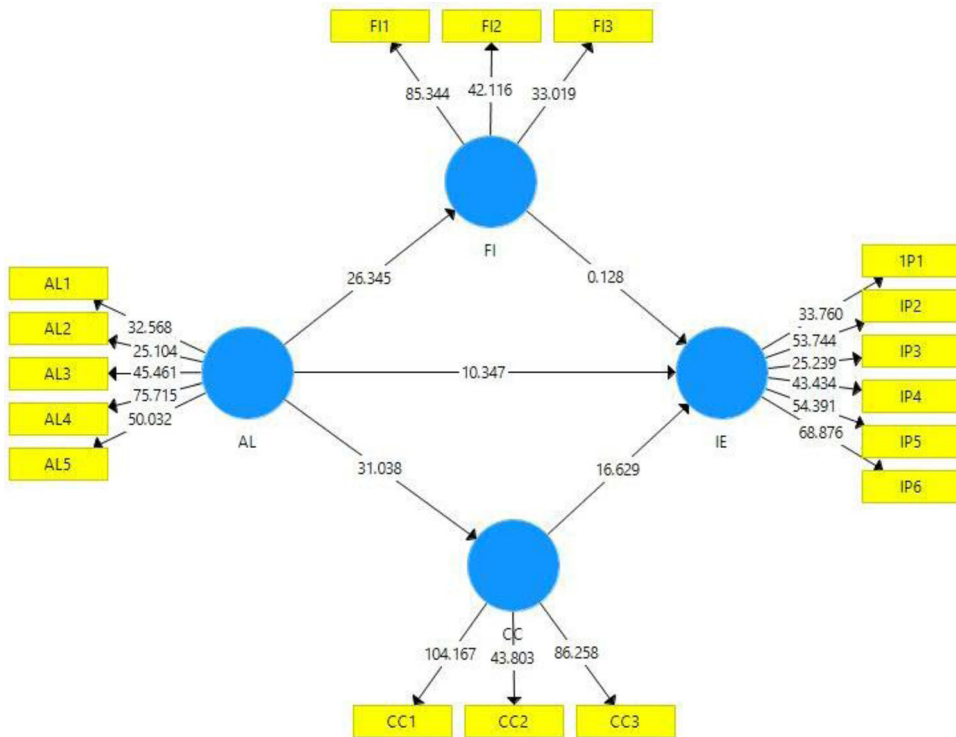 FI1
FI2
FI3
85.344
42.116
33.019
FI
26.345
0.128
AL1
AL2
AL3
AL4
AL5
32.568
25.104
45.461
75.715
50.032
AL
10.347
1P1
IP2
IP3
IP4
IP5
IP6
33.760
53.744
25.239
43.434
54.391
68.876
IE
31.038
16.629
CC
104.167
43.803
86.258
CC1
CC2
CC3